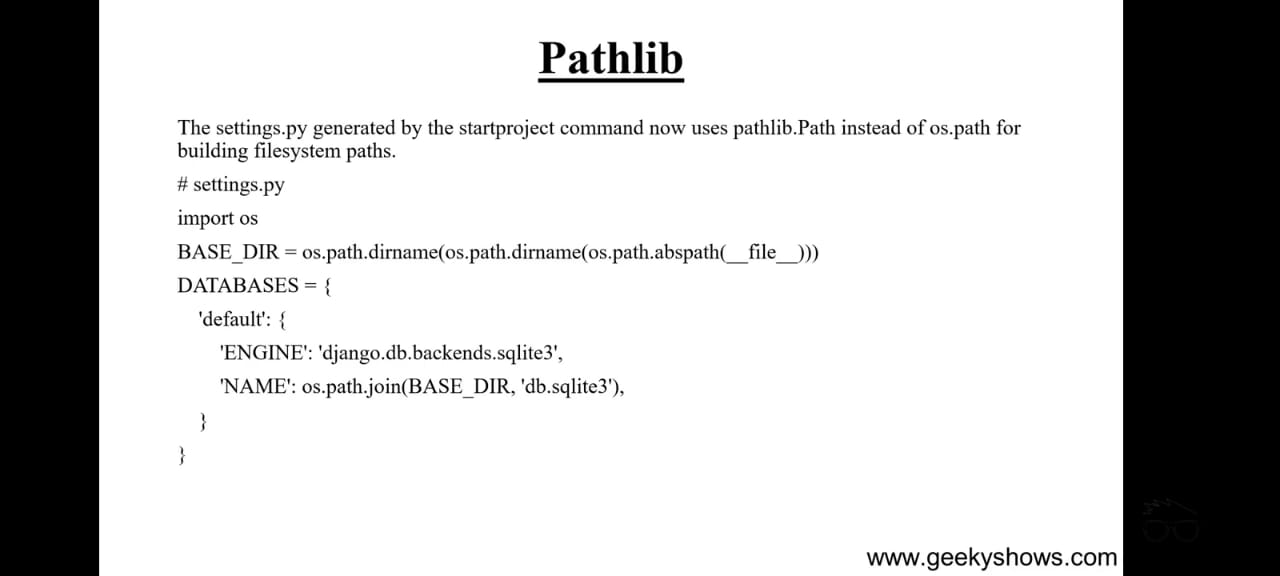 Pathlib
The settings.py generated by the startproject command now uses pathlib.Path instead of os.path for
building filesystem paths.
# settings.py
import os
BASE_DIR = os.path.dirname(os.path.dirname(os.path.abspath(__file__)))
DATABASES = {
'default': {
'ENGINE': 'django.db.backends.sqlite3',
'NAME': os.path.join(BASE_DIR, 'db.sqlite3'),
}
}
www.geekyshows.com